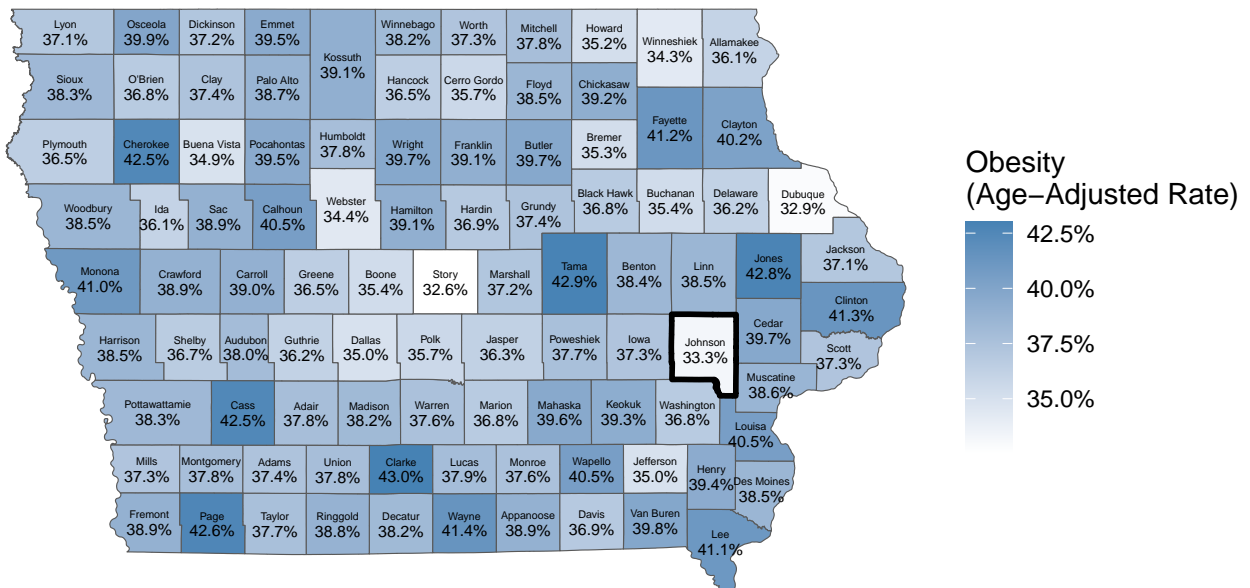 Lyon
37.1%
Osceola
39.9%
Dickinson
37.2%
Emmet
39.5%
Kossuth
39.1%
Winnebago
38.2%
Worth
37.3%
Mitchell
37.8%
Howard
35.2%
Winneshiek
34.3%
Allamakee
36.1%
Sioux
38.3%
O'Brien
36.8%
Clay
37.4%
Palo Alto
38.7%
Hancock
36.5%
Cerro Gordo
35.7%
Floyd
38.5%
Chickasaw
39.2%
Fayette
41.2%
Clayton
40.2%
Plymouth
36.5%
Cherokee
42.5%
Buena Vista
34.9%
Pocahontas
39.5%
Humboldt
37.8%
Wright
39.7%
Franklin
39.1%
Butler
39.7%
Bremer
35.3%
Woodbury
38.5%
Ida
36.1%
Sac
38.9%
Calhoun
40.5%
Webster
34.4%
Hamilton
39.1%
Hardin
36.9%
Grundy
37.4%
Black Hawk
36.8%
Buchanan
35.4%
Delaware
36.2%
Dubuque
32.9%
Monona
41.0%
Crawford
38.9%
Carroll
39.0%
Greene
36.5%
Boone
35.4%
Story
32.6%
Marshall
37.2%
Tama
42.9%
Benton
38.4%
Linn
38.5%
Jones
42.8%
Jackson
37.1%
Clinton
41.3%
Harrison
38.5%
Shelby
36.7%
Audubon
38.0%
Guthrie
36.2%
Dallas
35.0%
Polk
35.7%
Jasper
36.3%
Poweshiek
37.7%
Iowa
37.3%
Johnson
33.3%
Cedar
39.7%
Scott
37.3%
Muscatine
38.6%
Pottawattamie
38.3%
Cass
42.5%
Adair
37.8%
Madison
38.2%
Warren
37.6%
Marion
36.8%
Mahaska
39.6%
Keokuk
39.3%
Washington
36.8%
Louisa
40.5%
Mills
37.3%
Montgomery
37.8%
Adams
37.4%
Union
37.8%
Clarke
43.0%
Lucas
37.9%
Monroe
37.6%
Wapello
40.5%
Jefferson
35.0%
Henry
39.4%
Des Moines
38.5%
Fremont
38.9%
Page
42.6%
Taylor
37.7%
Ringgold
38.8%
Decatur
38.2%
Wayne
41.4%
Appanoose
38.9%
Davis
36.9%
Van Buren
39.8%
Lee
41.1%
Obesity
(Age−Adjusted Rate)
42.5%
40.0%
37.5%
35.0%